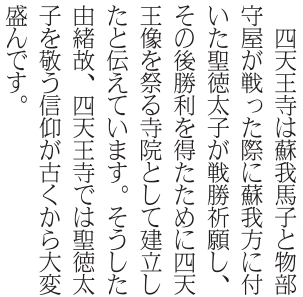 四天王寺は蘇我馬子と物部
守屋が戦った際に蘇我方に付
いた聖徳太子が戦勝祈願し、
その後勝利を得たために四天
王像を祭る寺院として建立し
たと伝えています。そうした
由緒故、四天王寺では聖徳太
子を敬う信仰が古くから大変
盛んです。